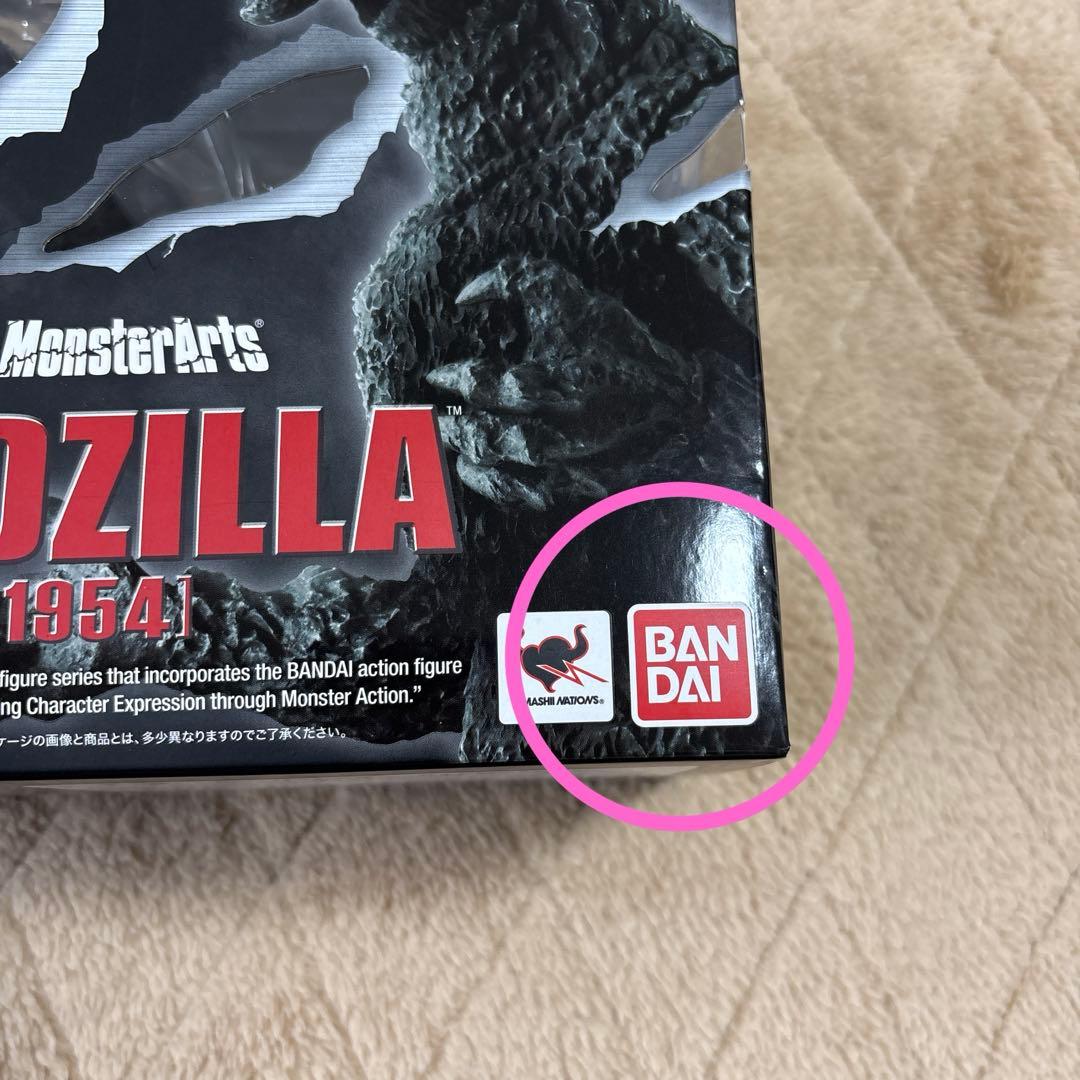 MonsterArts®
DZILLA™
1954]
figure series that incorporates the BANDAI action figure
ng Character Expression through Monster Action."
ケージの画像と商品とは、多少異なりますのでご了承ください。
MASHII NATIONS®
BAN
DAI